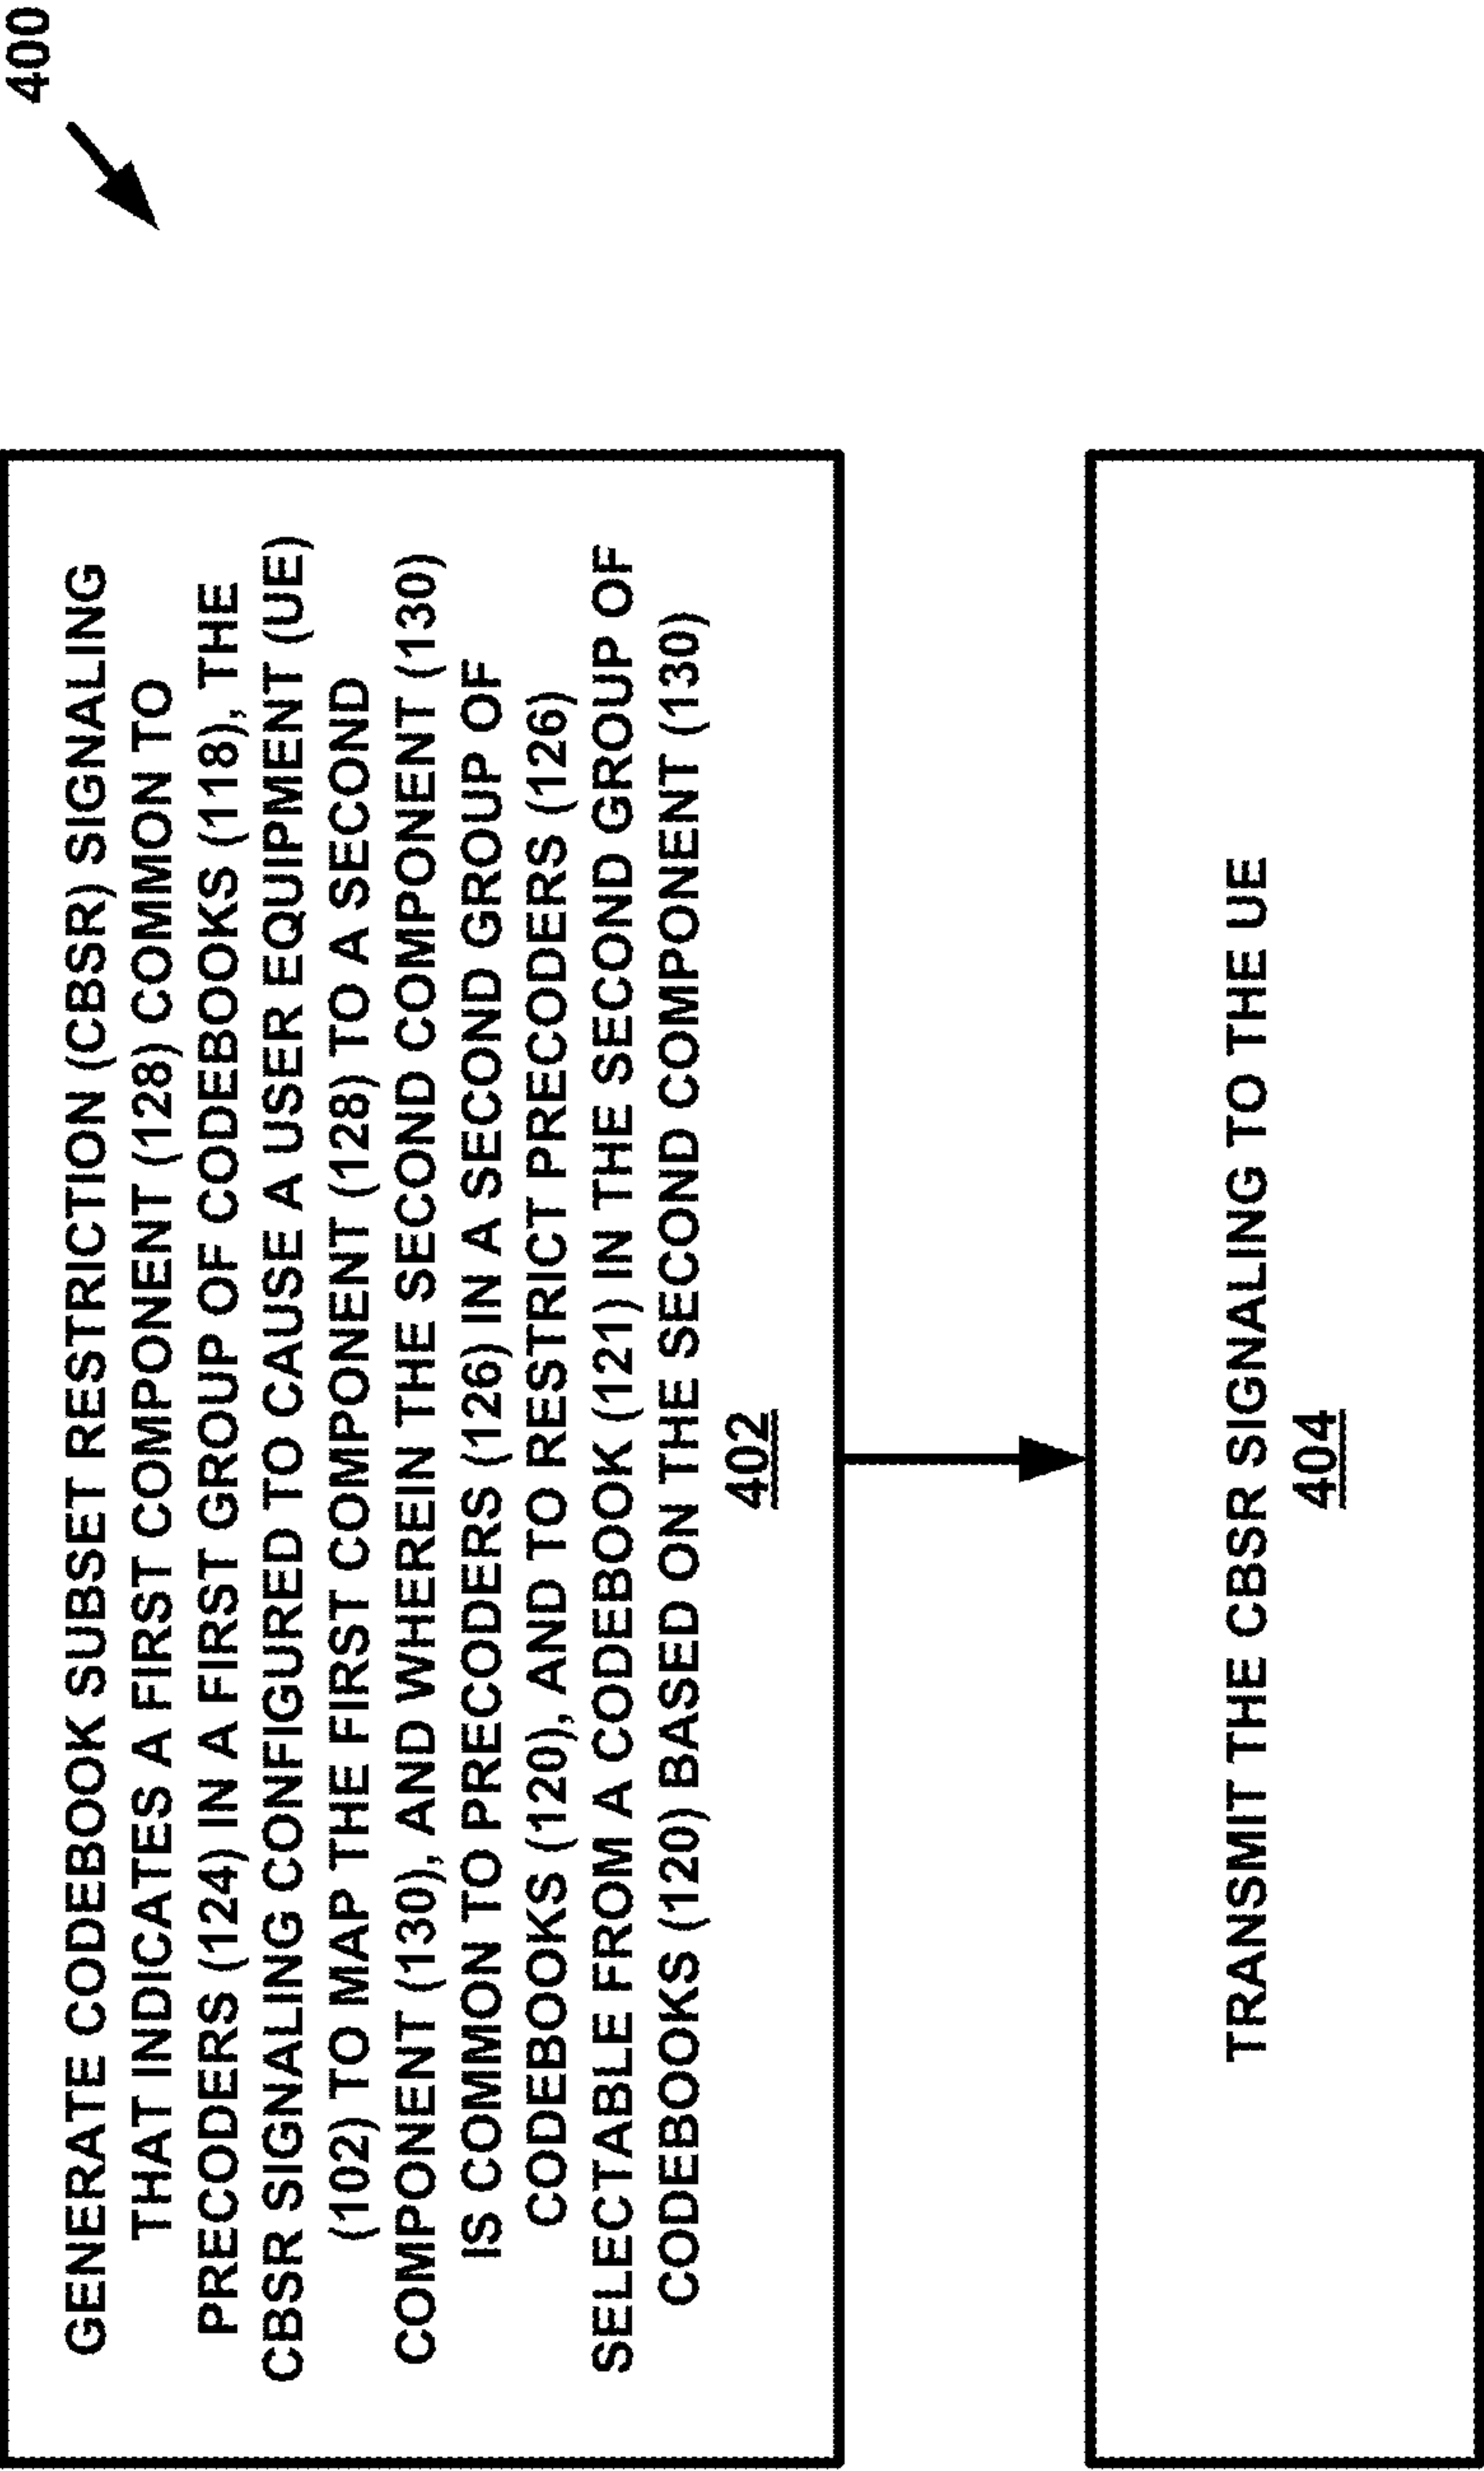 400
GENERATE CODEBOOK SUBSET RESTRICTION (CBSR) SIGNALING
THAT INDICATES A FIRST COMPONENT (128) COMMON TO
PRECODERS (124) IN A FIRST GROUP OF CODEBOOKS (118), THE
CBSR SIGNALING CONFIGURED TO CAUSE A USER EQUIPMENT (UE)
(102) TO MAP THE FIRST COMPONENT (128) TO A SECOND
COMPONENT (130), AND WHEREIN THE SECOND COMPONENT (130)
IS COMMON TO PRECODERS (126) IN A SECOND GROUP OF
CODEBOOKS (120), AND TO RESTRICT PRECODERS (126)
SELECTABLE FROM A CODEBOOK (121) IN THE SECOND GROUP OF
CODEBOOKS (120) BASED ON THE SECOND COMPONENT (130)
402
TRANSMIT THE CBSR SIGNALING TO THE UE
404